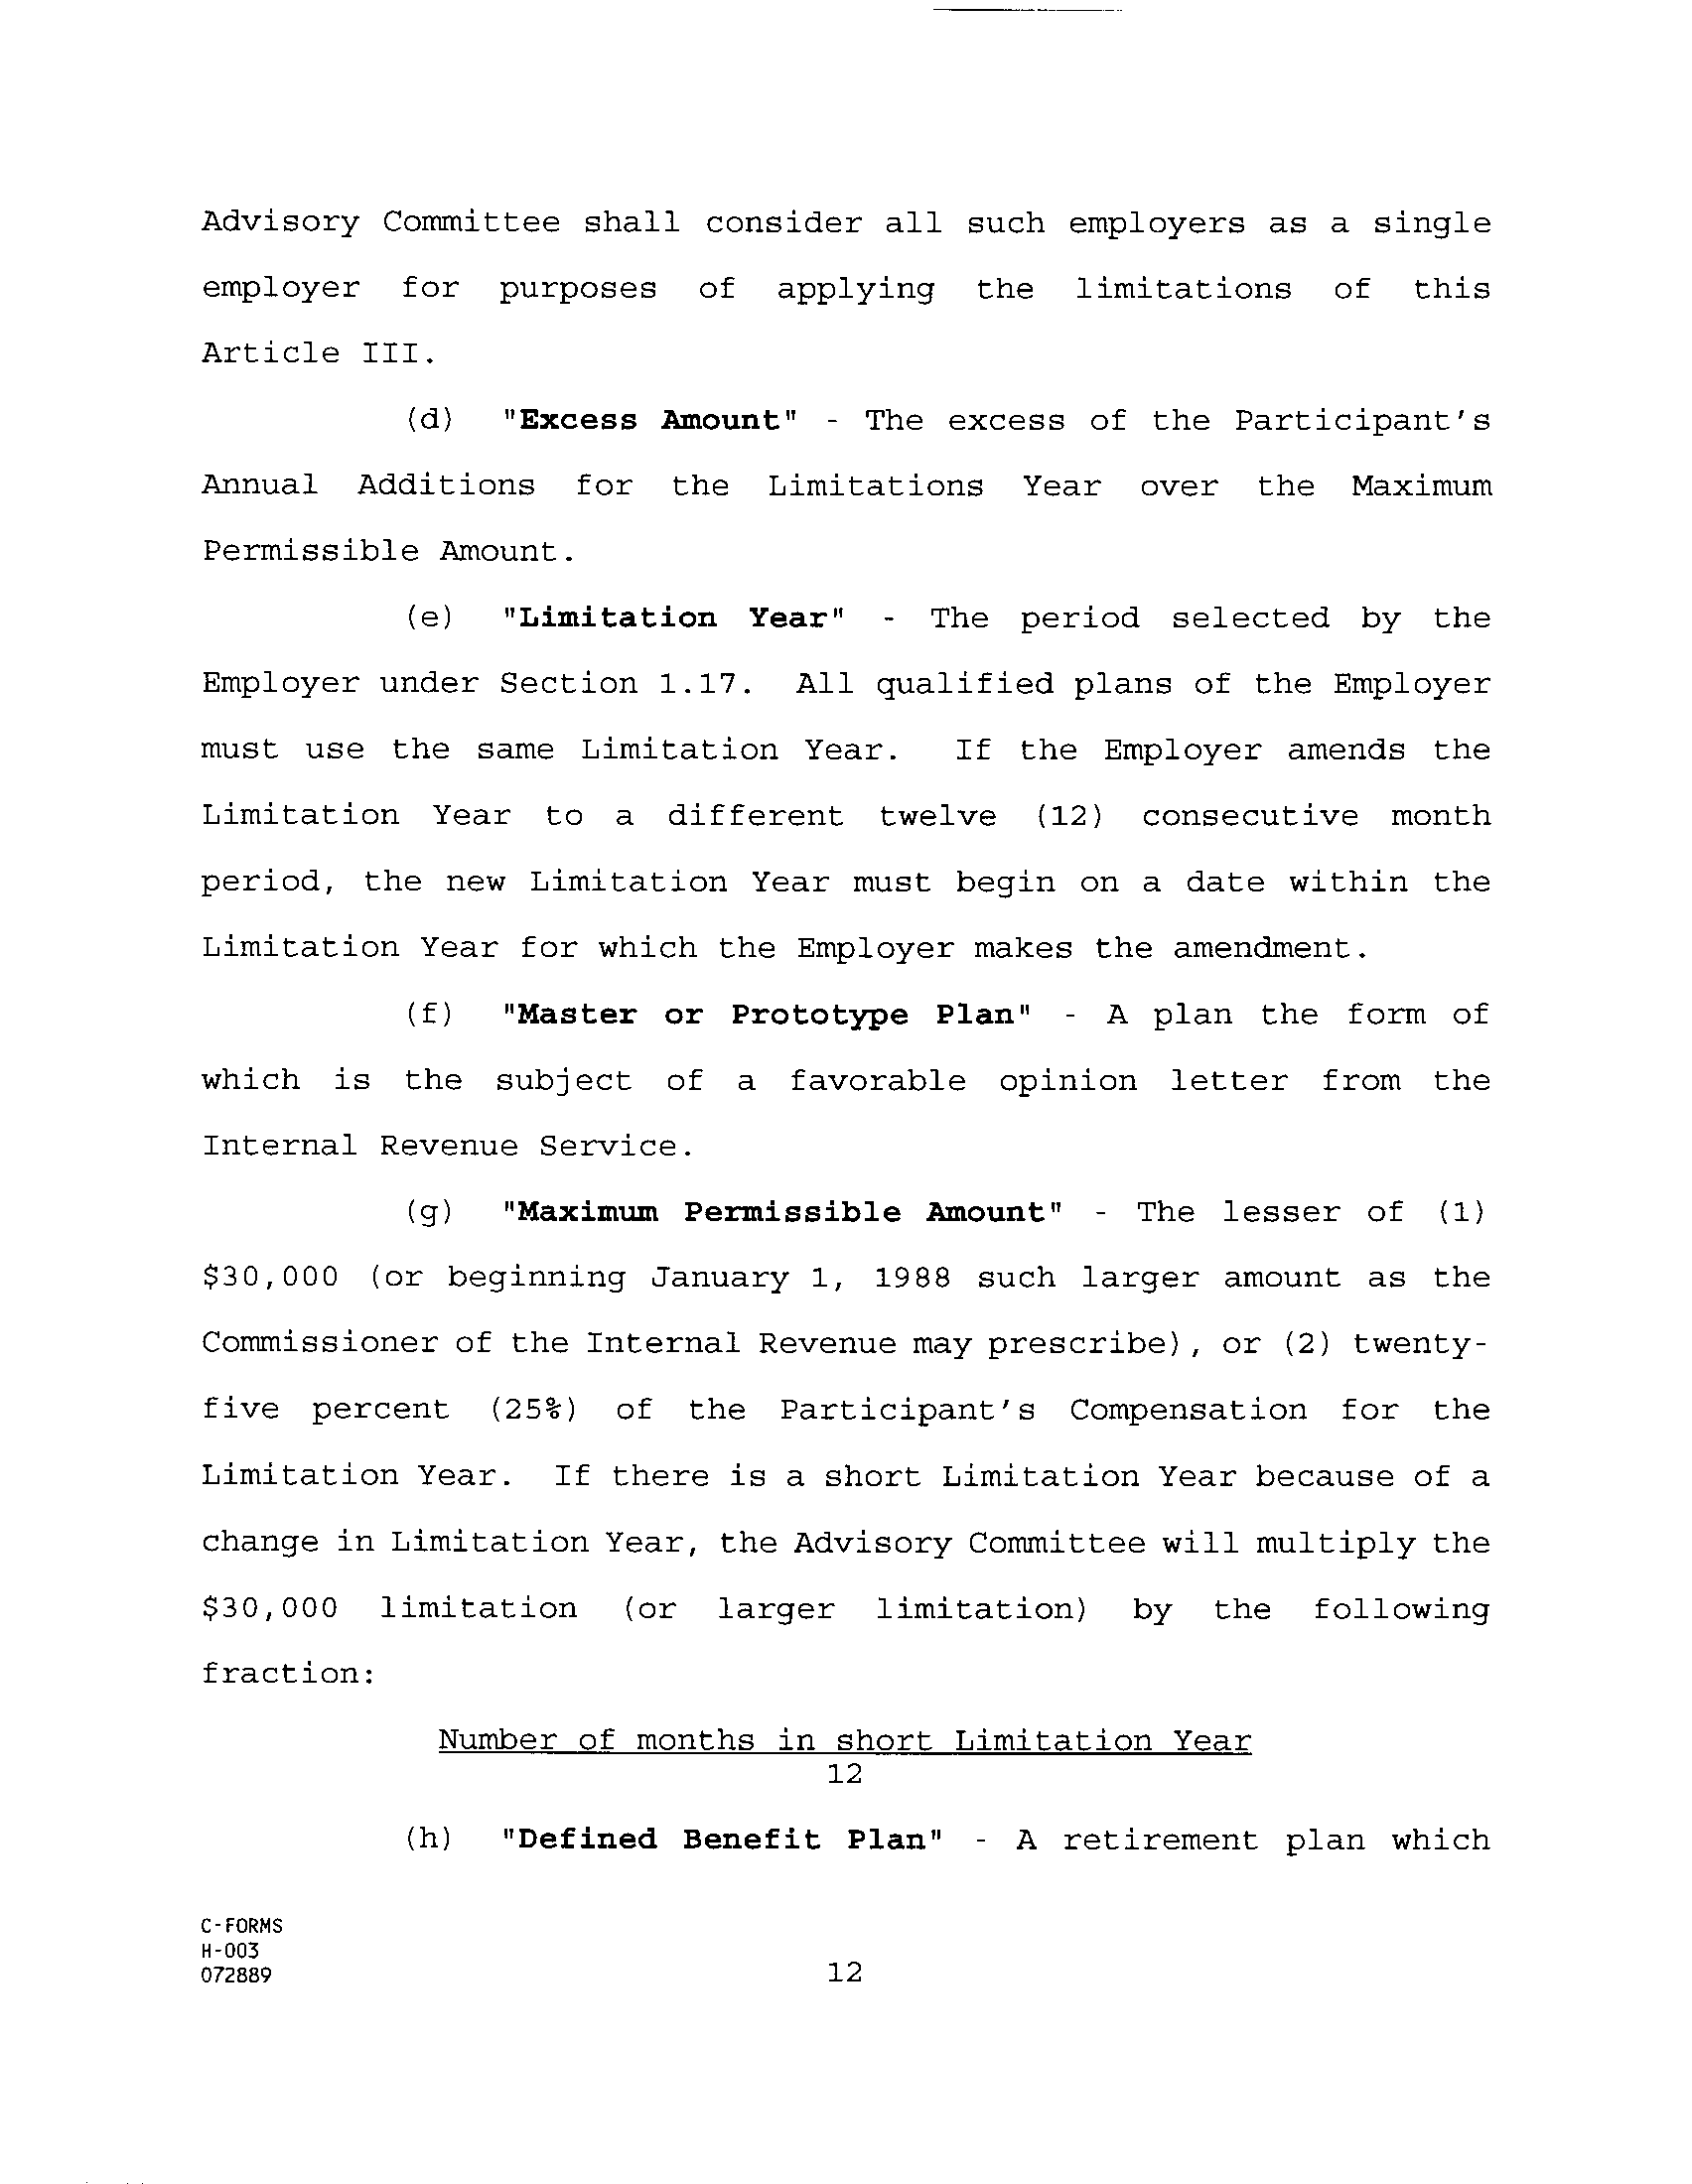 Advisory Committee shall consider all such employers as a single
employer for purposes of applying the limitations of this
Article III.
(d) "Excess Amount" - The excess of the Participant's
Annual Additions for the Limitations Year over the Maximum
Permissible Amount.
(e) "Limitation Year" - The period selected by the
Employer under Section 1.17. All qualified plans of the Employer
must use the same Limitation Year. If the Employer amends the
Limitation Year to a different twelve (12) consecutive month
period, the new Limitation Year must begin on a date within the
Limitation Year for which the Employer makes the amendment.
(f) "Master or Prototype Plan" - A plan the form of
which is the subject of a favorable opinion letter from the
Internal Revenue Service.
(g) "Maximum Permissible Amount" - The lesser of (1)
$30,000 (or beginning January 1, 1988 such larger amount as the
Commissioner of the Internal Revenue may prescribe), or (2) twenty-
five percent (25%) of the Participant's Compensation for the
Limitation Year. If there is a short Limitation Year because of a
change in Limitation Year, the Advisory Committee will multiply the
$30,000 limitation (or larger limitation) by the following
fraction:
Number of months in short Limitation Year
12
(h) "Defined Benefit Plan" - A retirement plan which
C-FORMS
H-003
072889
12